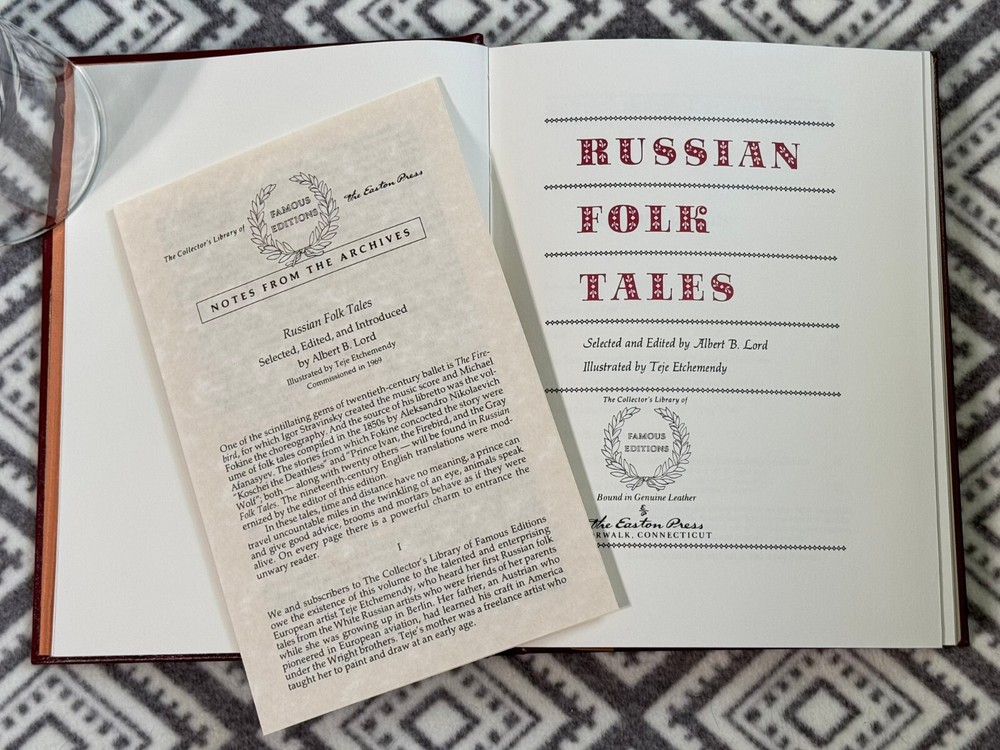 The Collector's Library of
FAMOUS
EDITIONS
The Easton Press
NOTES FROM THE ARCHIVES
Russian Folk Tales
Selected, Edited, and Introduced
by Albert B. Lord
Illustrated by Teje Etchemendy
Commissioned in 1969
One of the scintillating gems of twentieth-century ballet is The Fire-
bird, for which Igor Stravinsky created the music score and Michael
Fokine the choreography. And the source of his libretto was the vol-
ume of folk tales compiled in the 1850s by Aleksandro Nikolaevich
Afanasyev. The stories from which Fokine concocted the story were
"Koschei the Deathless" and "Prince Ivan, the Firebird, and the Gray
Wolf"; both — along with twenty others — will be found in Russian
Folk Tales. The nineteenth-century English translations were mod-
ernized by the editor of this edition.
In these tales, time and distance have no meaning, a prince can
travel uncountable miles in the twinkling of an eye, animals speak
and give good advice, brooms and mortars behave as if they were
alive. On every page there is a powerful charm to entrance the
unwary reader.
I
We and subscribers to The Collector's Library of Famous Editions
owe the existence of this volume to the talented and enterprising
European artist Teje Etchemendy, who heard her first Russian folk
tales from the White Russian artists who were friends of her parents
while she was growing up in Berlin. Her father, an Austrian who
pioneered in European aviation, had learned his craft in America
under the Wright brothers. Teje's mother was a freelance artist who
taught her to paint and draw at an early age.
RUSSIAN
FOLK
TALES
Selected and Edited by Albert B. Lord
Illustrated by Teje Etchemendy
The Collector's Library of
FAMOUS
EDITIONS
Bound in Genuine Leather
The Easton Press
RWALK, CONNECTICUT